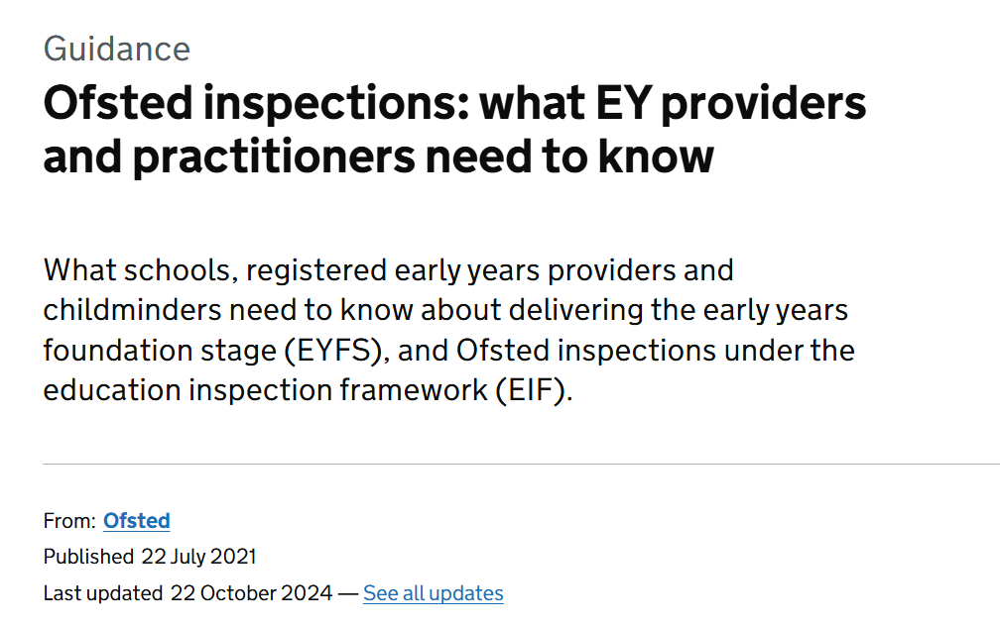 Guidance
Ofsted inspections: what EY providers
and practitioners need to know
What schools, registered early years providers and
childminders need to know about delivering the early years
foundation stage (EYFS), and Ofsted inspections under the
education inspection framework (EIF).
From: Ofsted
Published 22 July 2021
Last updated 22 October 2024 — See all updates